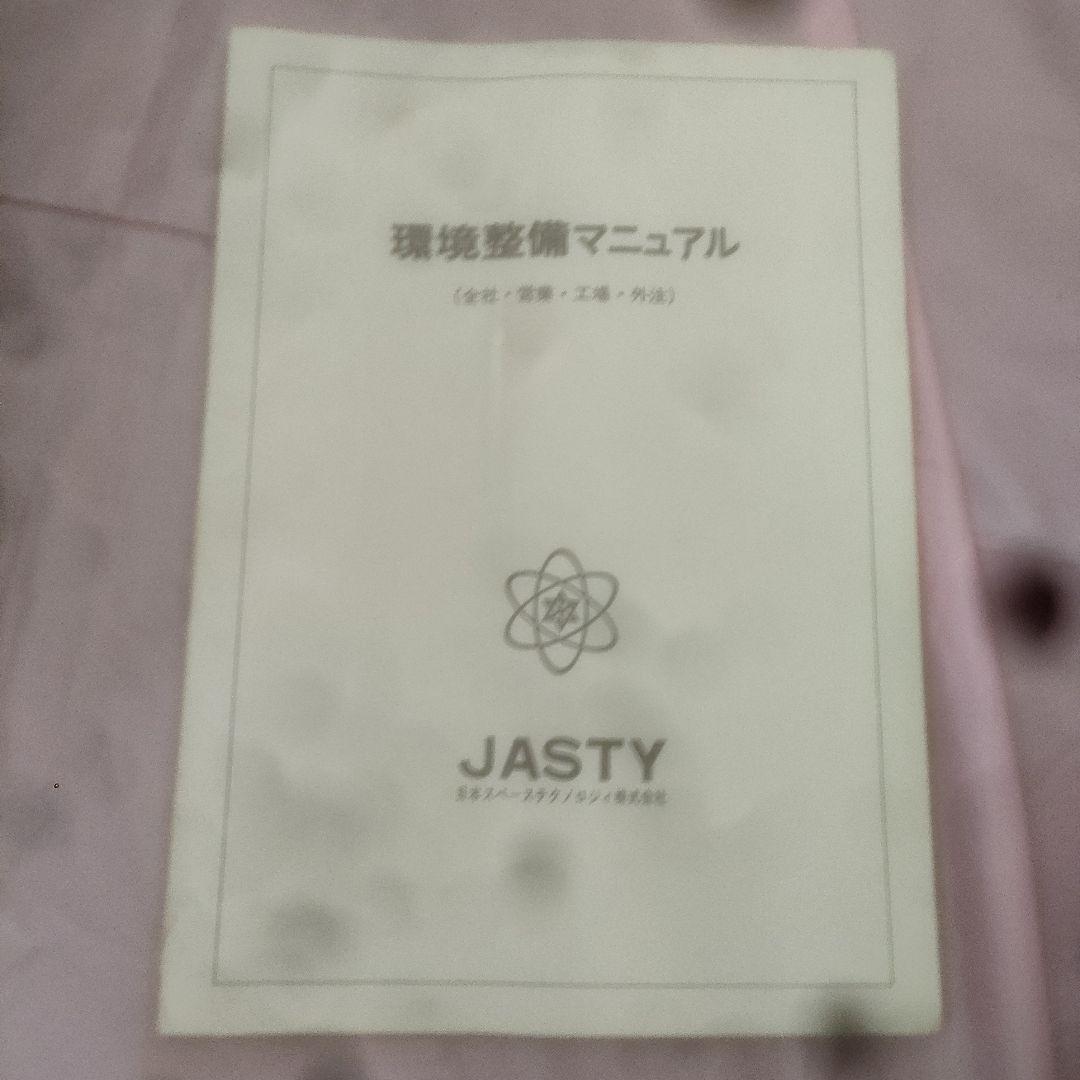 環境整備マニュアル
(全社・営業・工場・外注)
JASTY
日本スペーステクノロジィ株式会社